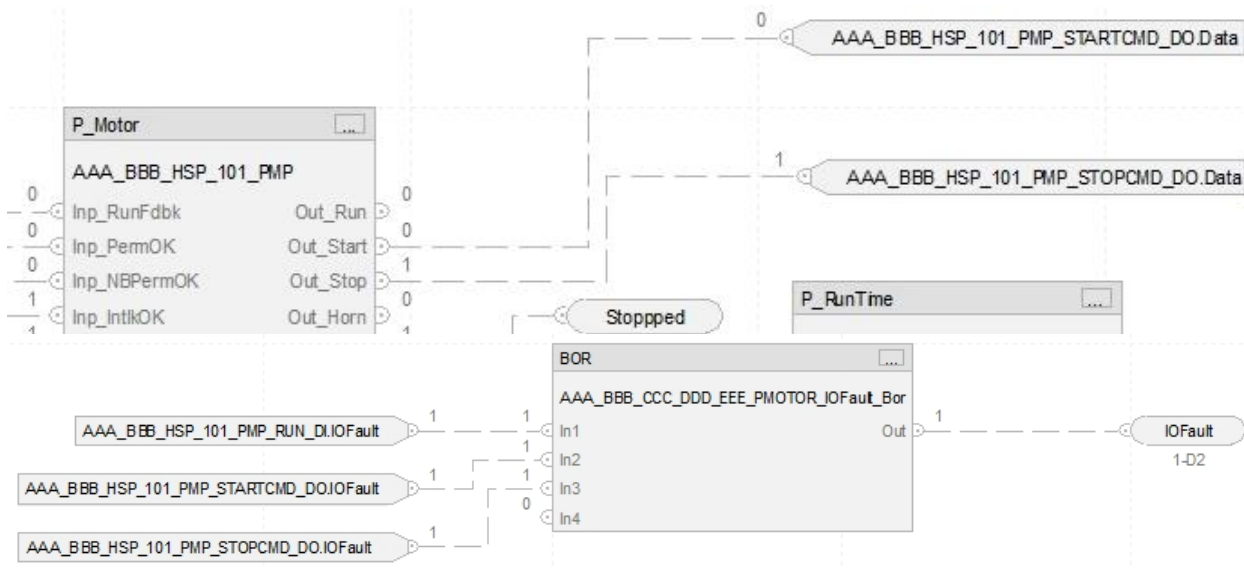 0
AAA_BBB_HSP_101_PMP_STARTCMD_DO.Data
P_Motor ...
AAA_BBB_HSP_101_PMP
1
AAA_BBB_HSP_101_PMP_STOPCMD_DO.Data
0 Inp_RunFdbk Out_Run 0
0 Inp_PermOK Out_Start 0
0 Inp_NBPermOK Out_Stop 1
1 Inp_IntlkOK Out_Horn 0
1 1
Stoppped
P_RunTime ...
BOR ...
AAA_BBB_CCC_DDD_EEE_PMOTOR_IOFault_Bor
AAA_BBB_HSP_101_PMP_RUN_DI.IOFault 1 1 In1 Out 1 IOFault
1-D2
AAA_BBB_HSP_101_PMP_STARTCMD_DO.IOFault 1 1 In2
1 In3
0 In4
AAA_BBB_HSP_101_PMP_STOPCMD_DO.IOFault 1